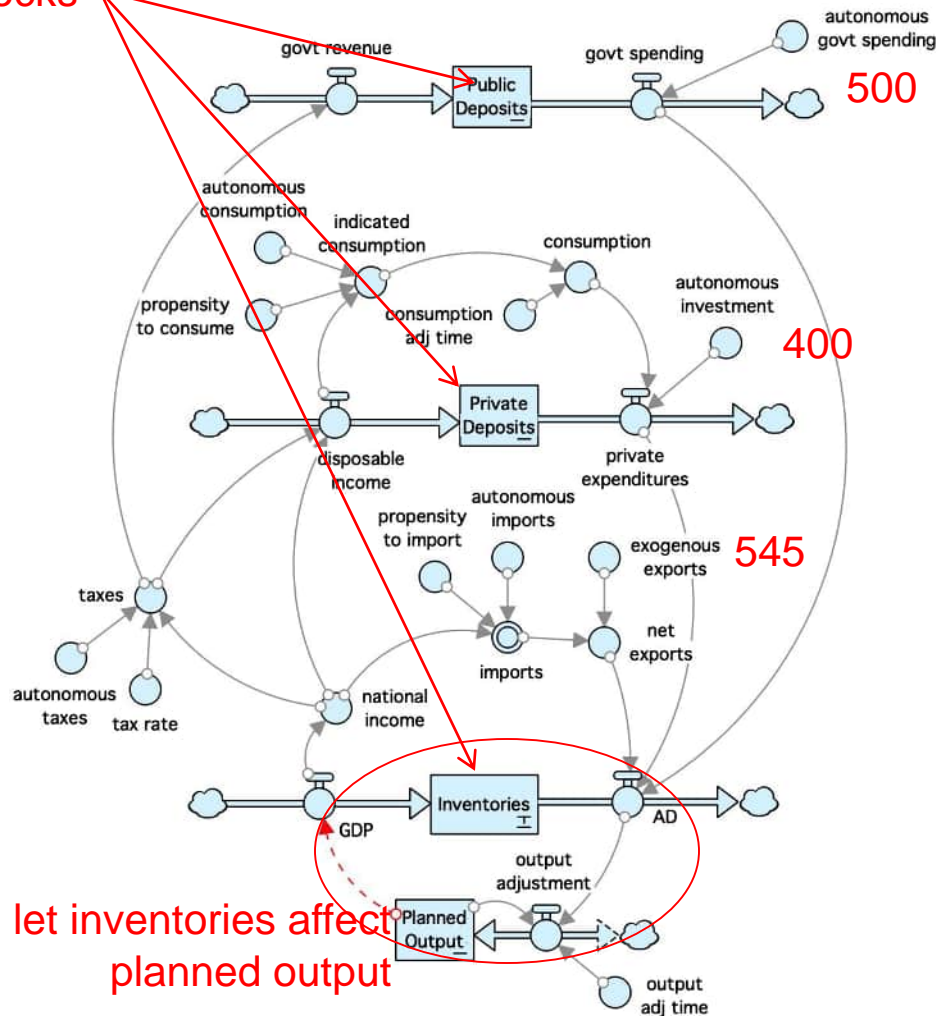 govt revenue
Public
Deposits
govt spending
autonomous
govt spending
500
autonomous
consumption
indicated
consumption
propensity
to consume
consumption
adj time
consumption
autonomous
investment
400
Private
Deposits
disposable
income
private
expenditures
propensity
to import
autonomous
imports
exogenous
exports
545
taxes
imports
net
exports
autonomous
taxes
tax rate
national
income
Inventories
GDP
AD
output
adjustment
let inventories affect
planned output
Planned
Output
output
adj time